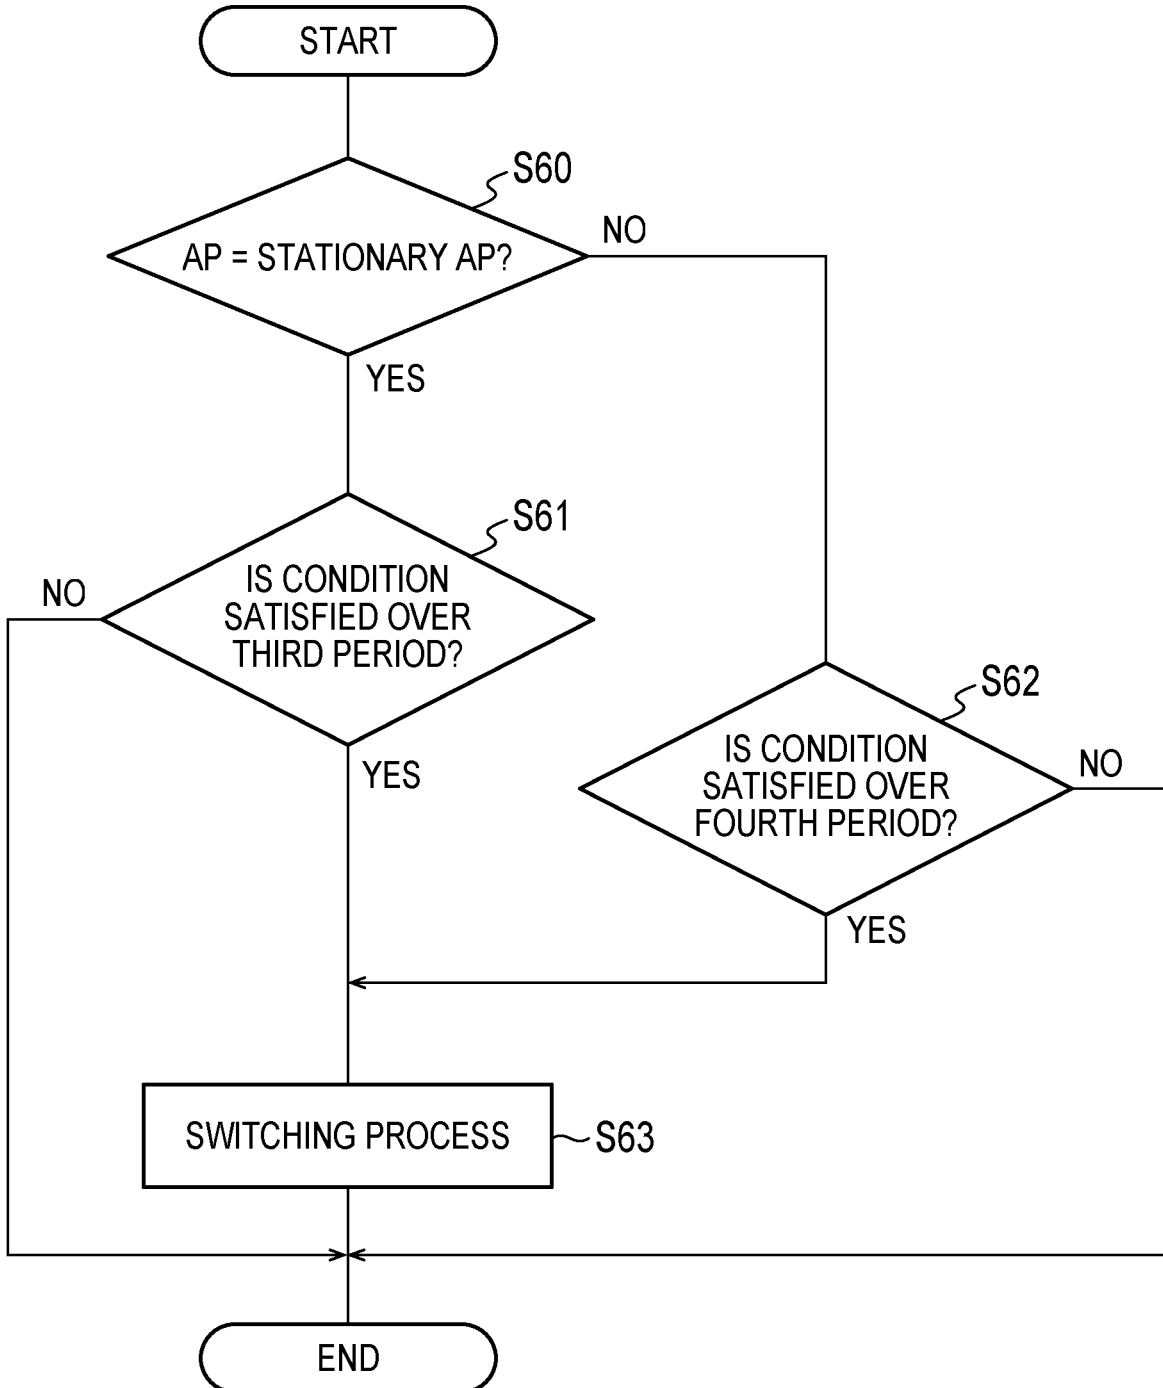 START
S60
AP = STATIONARY AP?
NO
YES
S61
IS CONDITION
SATISFIED OVER
THIRD PERIOD?
NO
YES
S62
IS CONDITION
SATISFIED OVER
FOURTH PERIOD?
NO
YES
SWITCHING PROCESS
S63
END